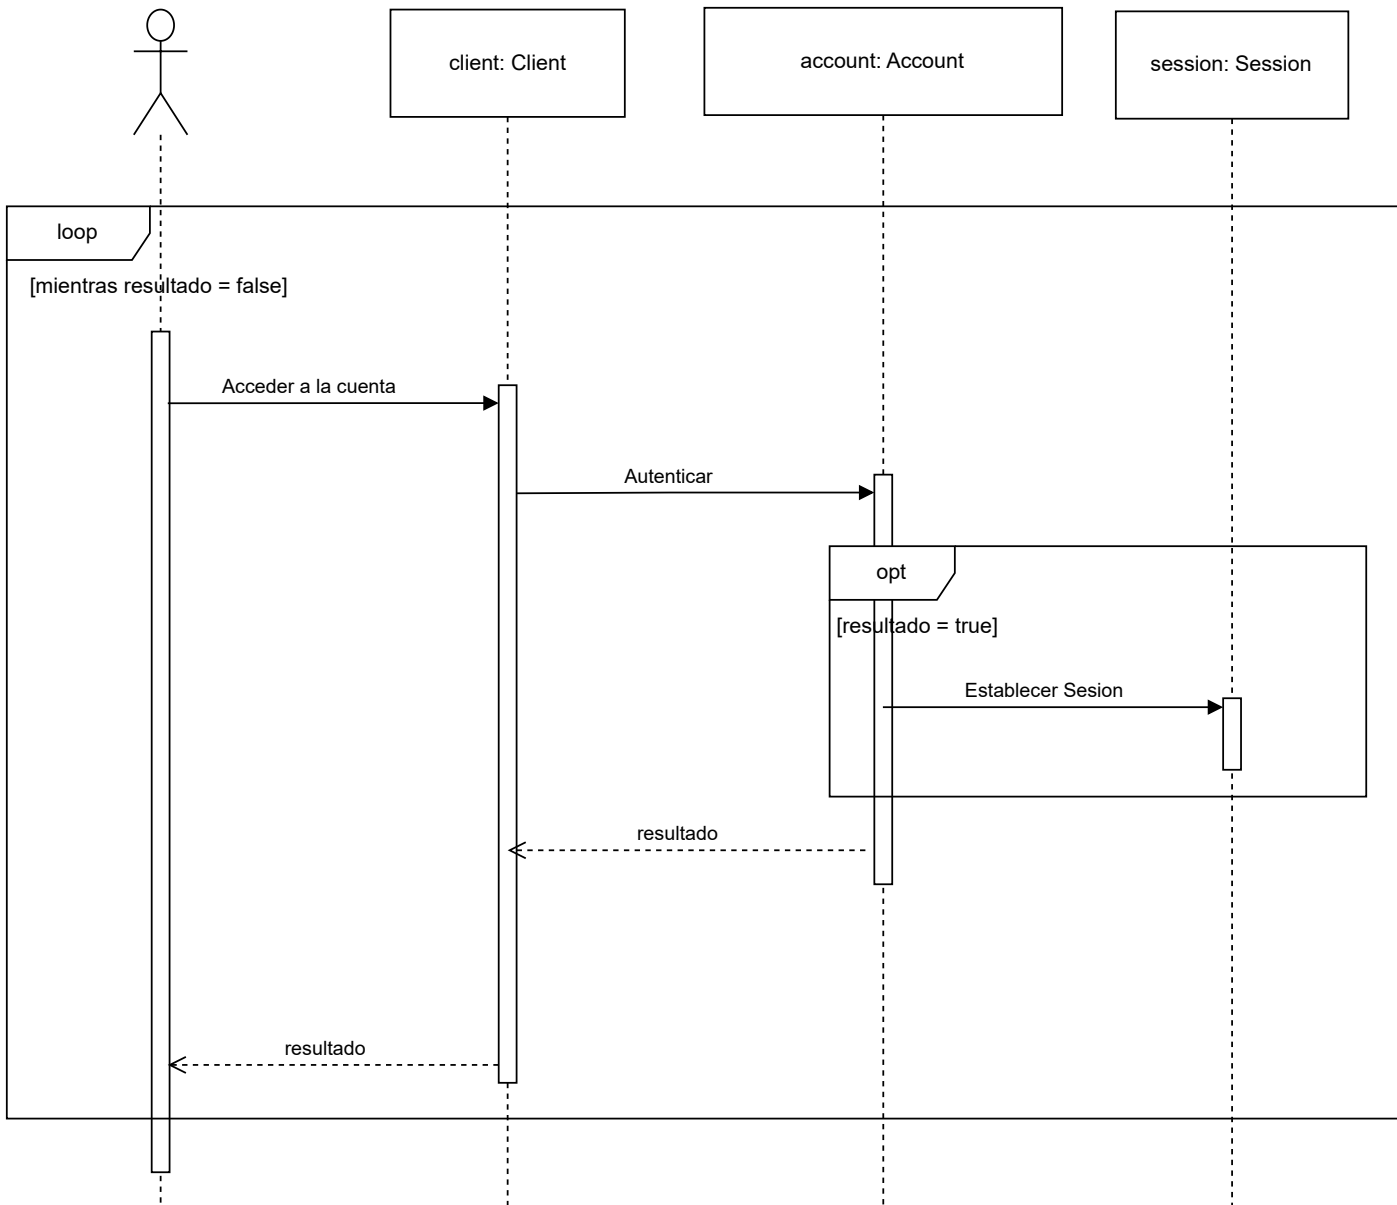 client: Client
account: Account
session: Session
loop
[mientras resultado = false]
Acceder a la cuenta
Autenticar
opt
[resultado = true]
Establecer Sesion
resultado
resultado